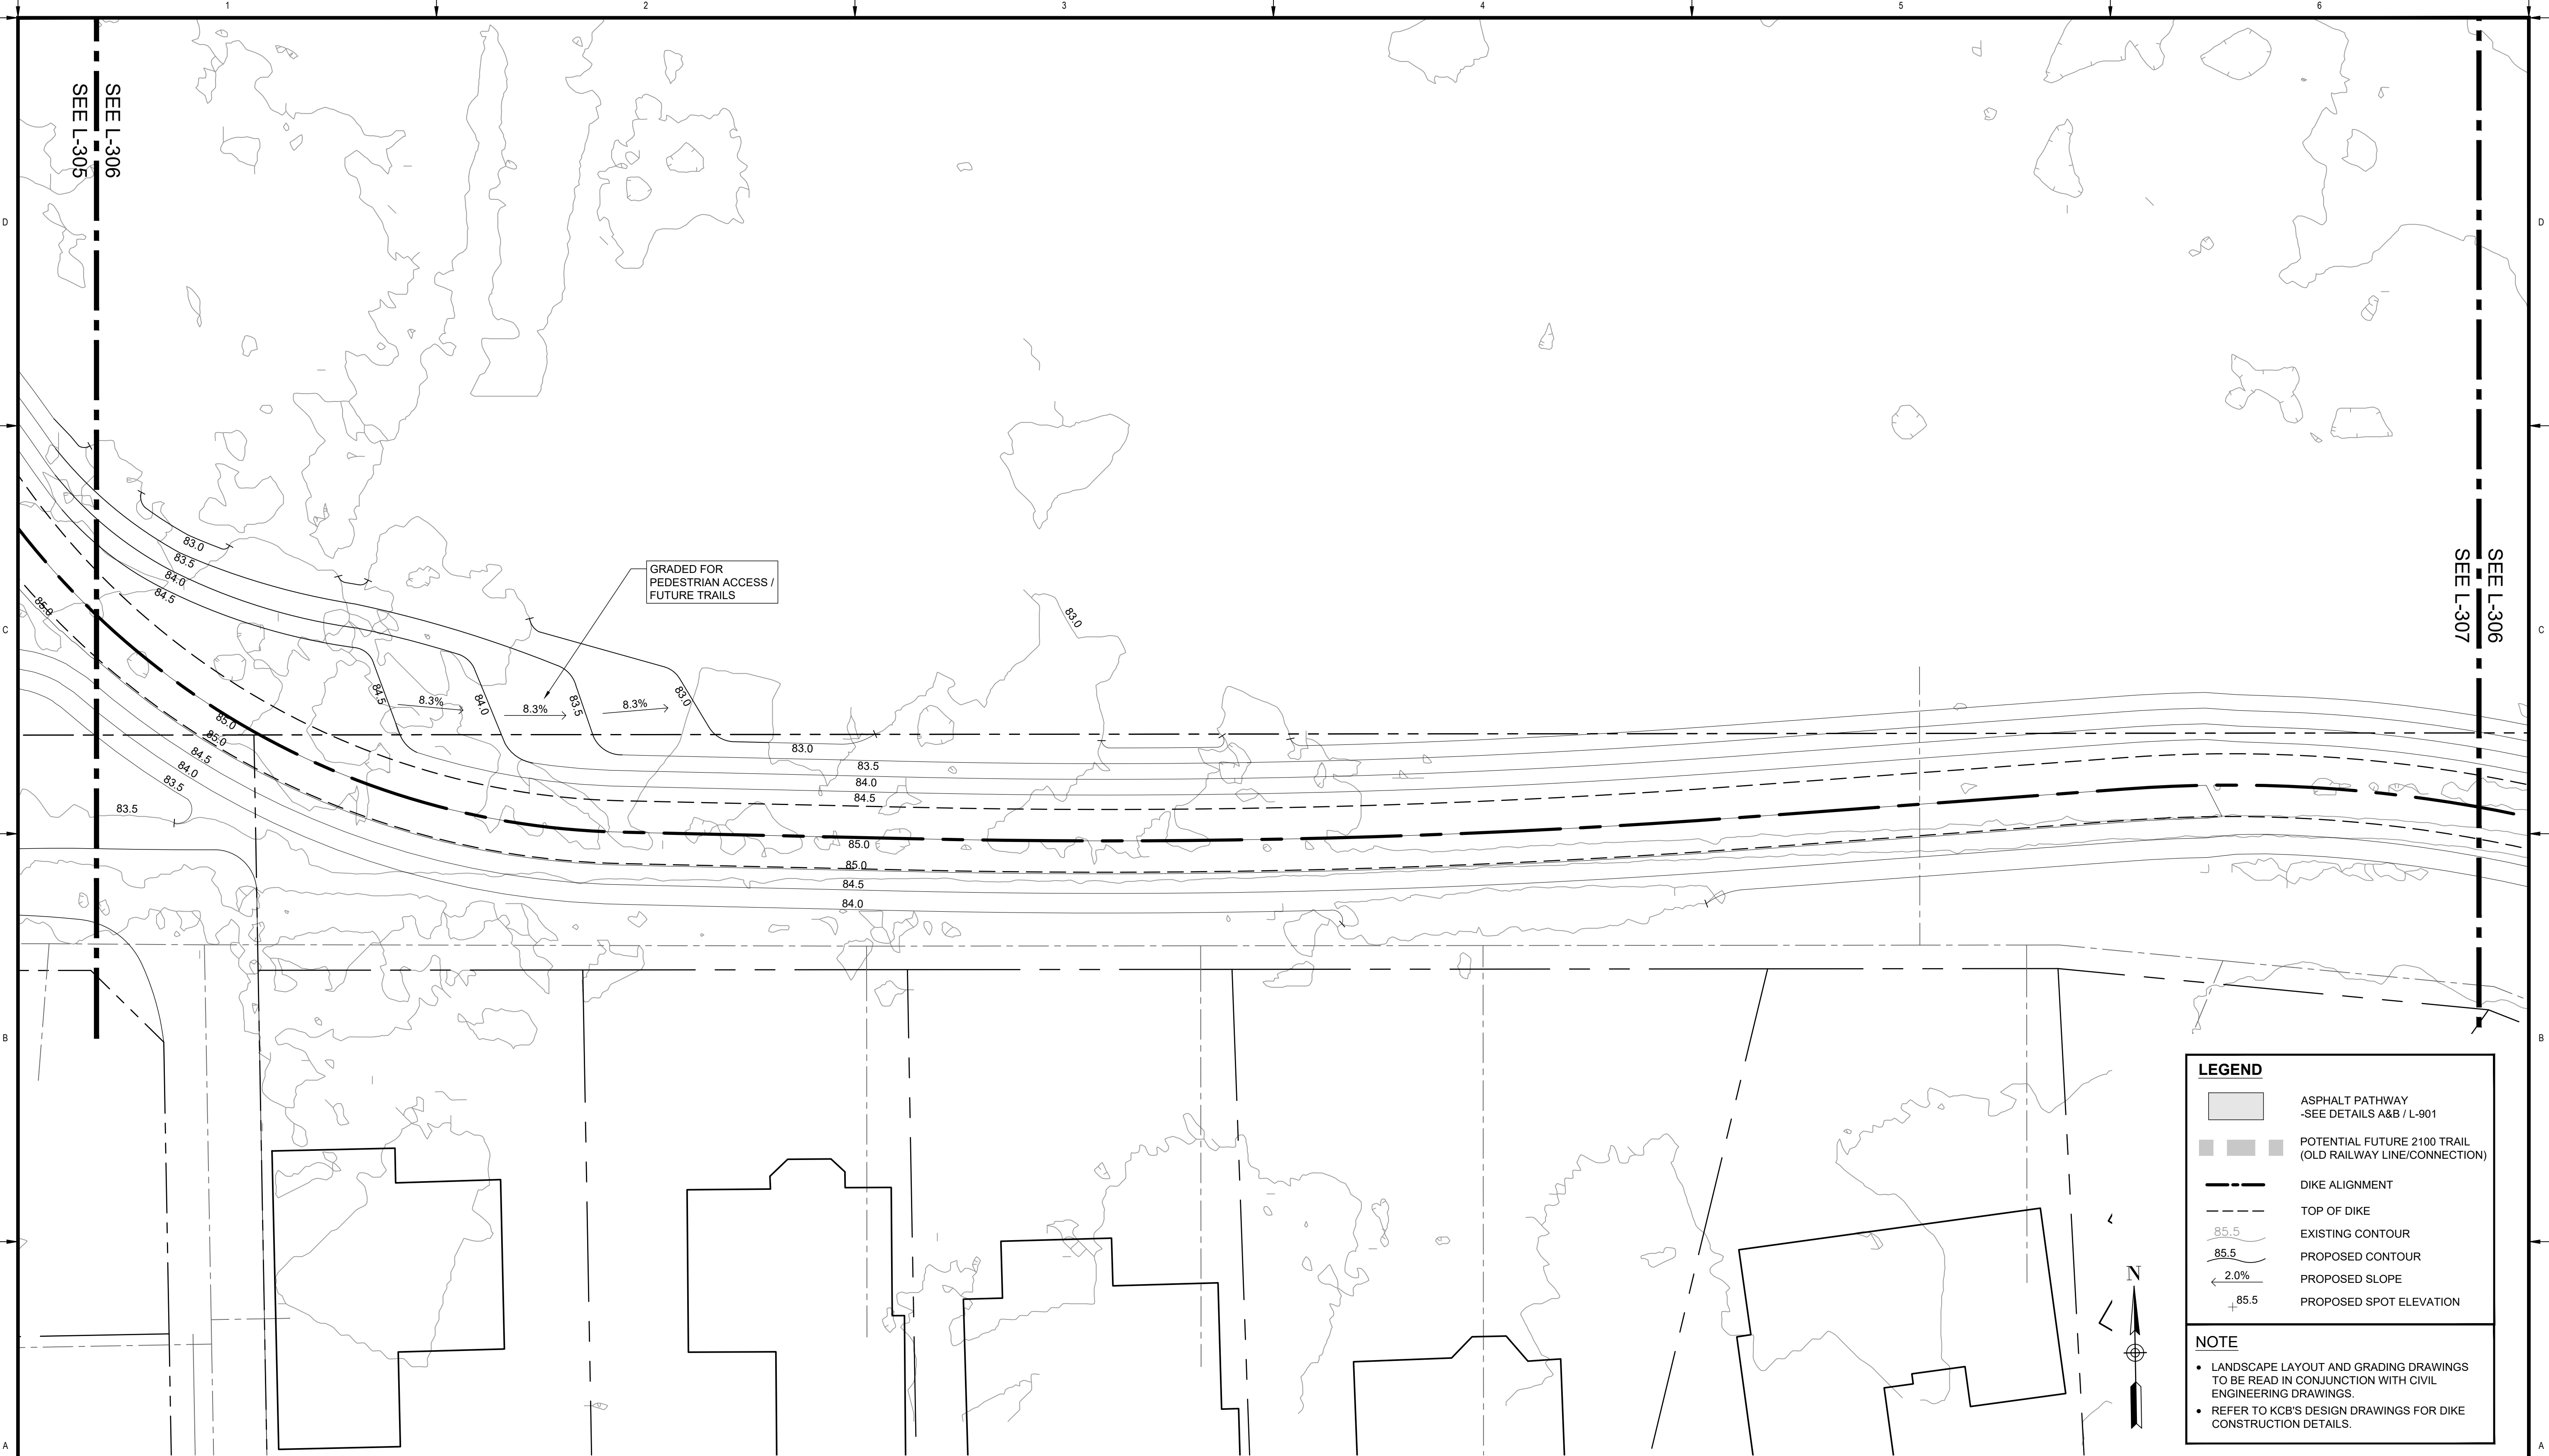 1
2
3
4
5
6
SEE L-305
SEE L-306
D
D
83.0
83.5
84.0
84.5
85.0
GRADED FOR
PEDESTRIAN ACCESS /
FUTURE TRAILS
83.0
SEE L-307
SEE L-306
C
C
84.5
8.3%
84.0
8.3%
83.5
8.3%
83.0
85.0
85.0
84.5
84.0
83.5
83.5
83.0
83.5
84.0
84.5
85.0
85.0
84.5
84.0
B
B
LEGEND
ASPHALT PATHWAY
-SEE DETAILS A&B / L-901
POTENTIAL FUTURE 2100 TRAIL
(OLD RAILWAY LINE/CONNECTION)
DIKE ALIGNMENT
TOP OF DIKE
85.5 EXISTING CONTOUR
85.5 PROPOSED CONTOUR
2.0% PROPOSED SLOPE
85.5 PROPOSED SPOT ELEVATION
N
NOTE
• LANDSCAPE LAYOUT AND GRADING DRAWINGS
TO BE READ IN CONJUNCTION WITH CIVIL
ENGINEERING DRAWINGS.
• REFER TO KCB'S DESIGN DRAWINGS FOR DIKE
CONSTRUCTION DETAILS.
A
A